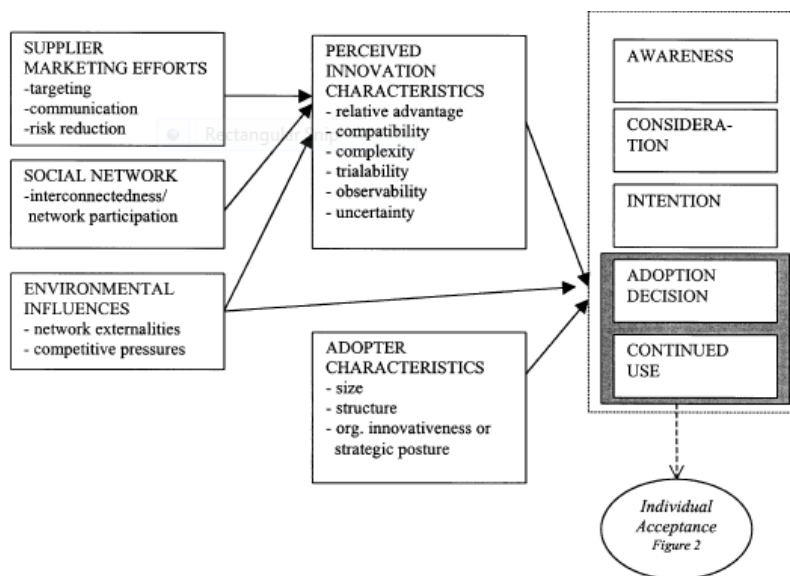 SUPPLIER
MARKETING EFFORTS
-targeting
-communication
-risk reduction
SOCIAL NETWORK
-interconnectedness/
network participation
ENVIRONMENTAL
INFLUENCES
- network externalities
- competitive pressures
PERCEIVED
INNOVATION
CHARACTERISTICS
- relative advantage
- compatibility
- complexity
- trialability
- observability
- uncertainty
Rectangular Snip
ADOPTER
CHARACTERISTICS
- size
- structure
- org. innovativeness or
strategic posture
AWARENESS
CONSIDERA-
TION
INTENTION
ADOPTION
DECISION
CONTINUED
USE
Individual
Acceptance
Figure 2